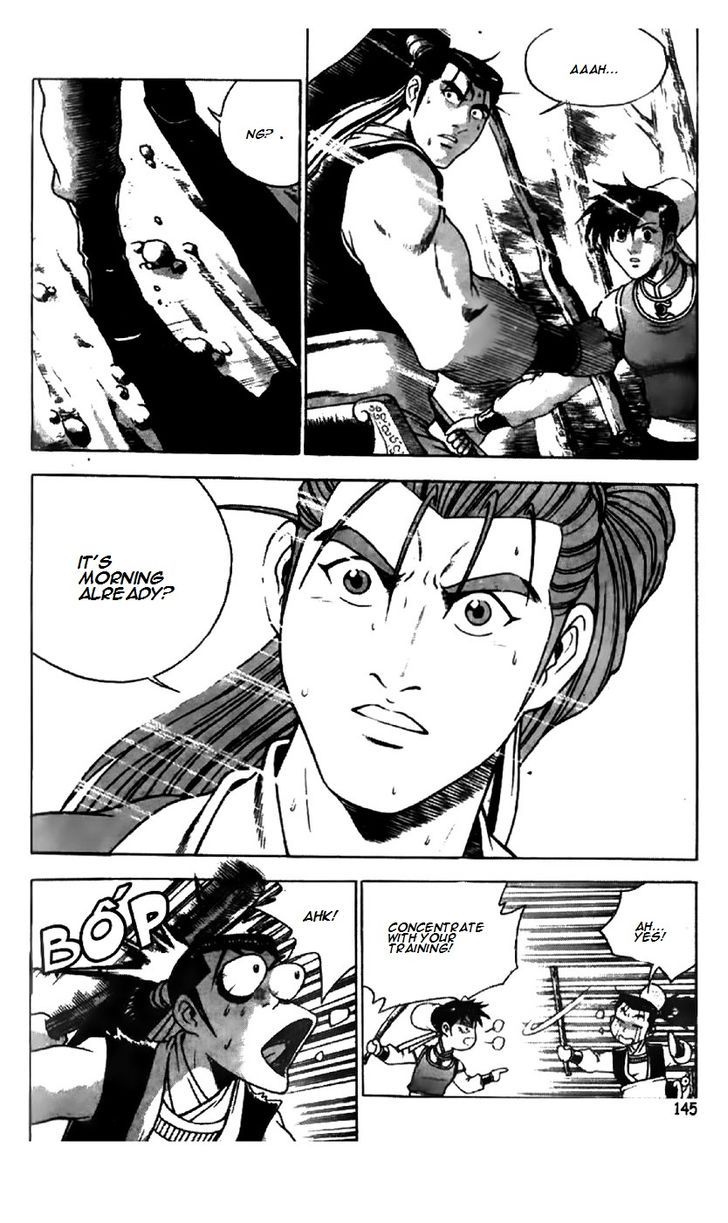 AAAH...
NG?
IT'S
MORNING
ALREADY?
BỐP
AHK!
CONCENTRATE
WITH YOUR
TRAINING!
AH...
YES!
145